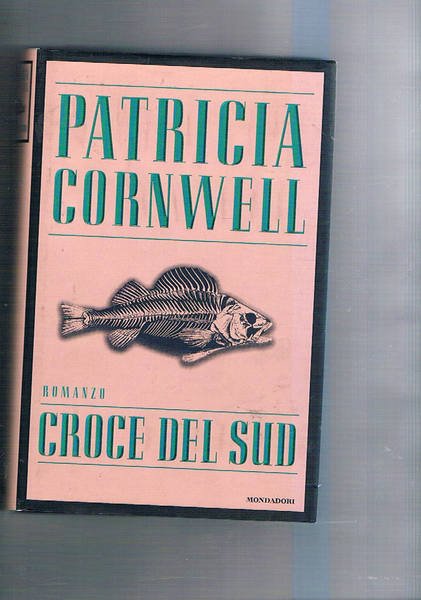 PATRICIA
CORNWELL
ROMANZO
CROCE DEL SUD
MONDADORI